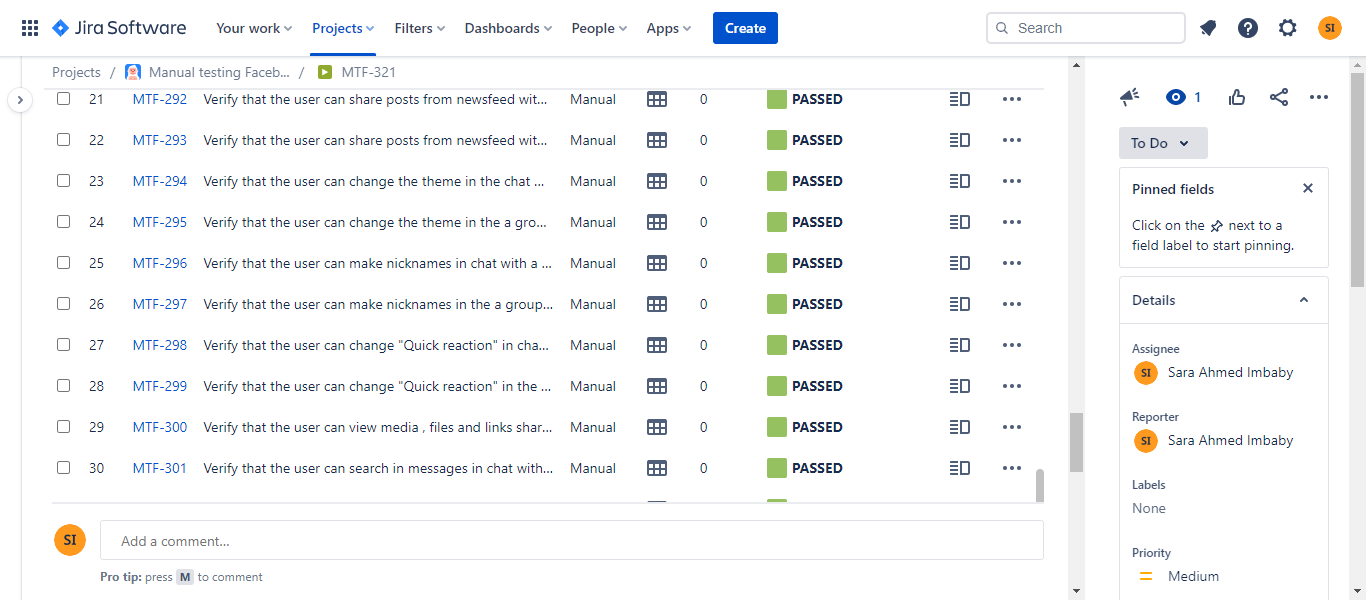 Jira Software Your work Projects Filters Dashboards People Apps Create Search SI
Projects / Manual testing Faceb... / MTF-321
21 MTF-292 Verify that the user can share posts from newsfeed wit... Manual 0 PASSED
22 MTF-293 Verify that the user can share posts from newsfeed wit... Manual 0 PASSED
23 MTF-294 Verify that the user can change the theme in the chat ... Manual 0 PASSED
24 MTF-295 Verify that the user can change the theme in the a gro... Manual 0 PASSED
25 MTF-296 Verify that the user can make nicknames in chat with a ... Manual 0 PASSED
26 MTF-297 Verify that the user can make nicknames in the a group... Manual 0 PASSED
27 MTF-298 Verify that the user can change "Quick reaction" in cha... Manual 0 PASSED
28 MTF-299 Verify that the user can change "Quick reaction" in the ... Manual 0 PASSED
29 MTF-300 Verify that the user can view media , files and links shar... Manual 0 PASSED
30 MTF-301 Verify that the user can search in messages in chat with... Manual 0 PASSED
SI Add a comment...
Pro tip: press M to comment
1
To Do
Pinned fields
Click on the next to a
field label to start pinning.
Details
Assignee
SI Sara Ahmed Imbaby
Reporter
SI Sara Ahmed Imbaby
Labels
None
Priority
Medium